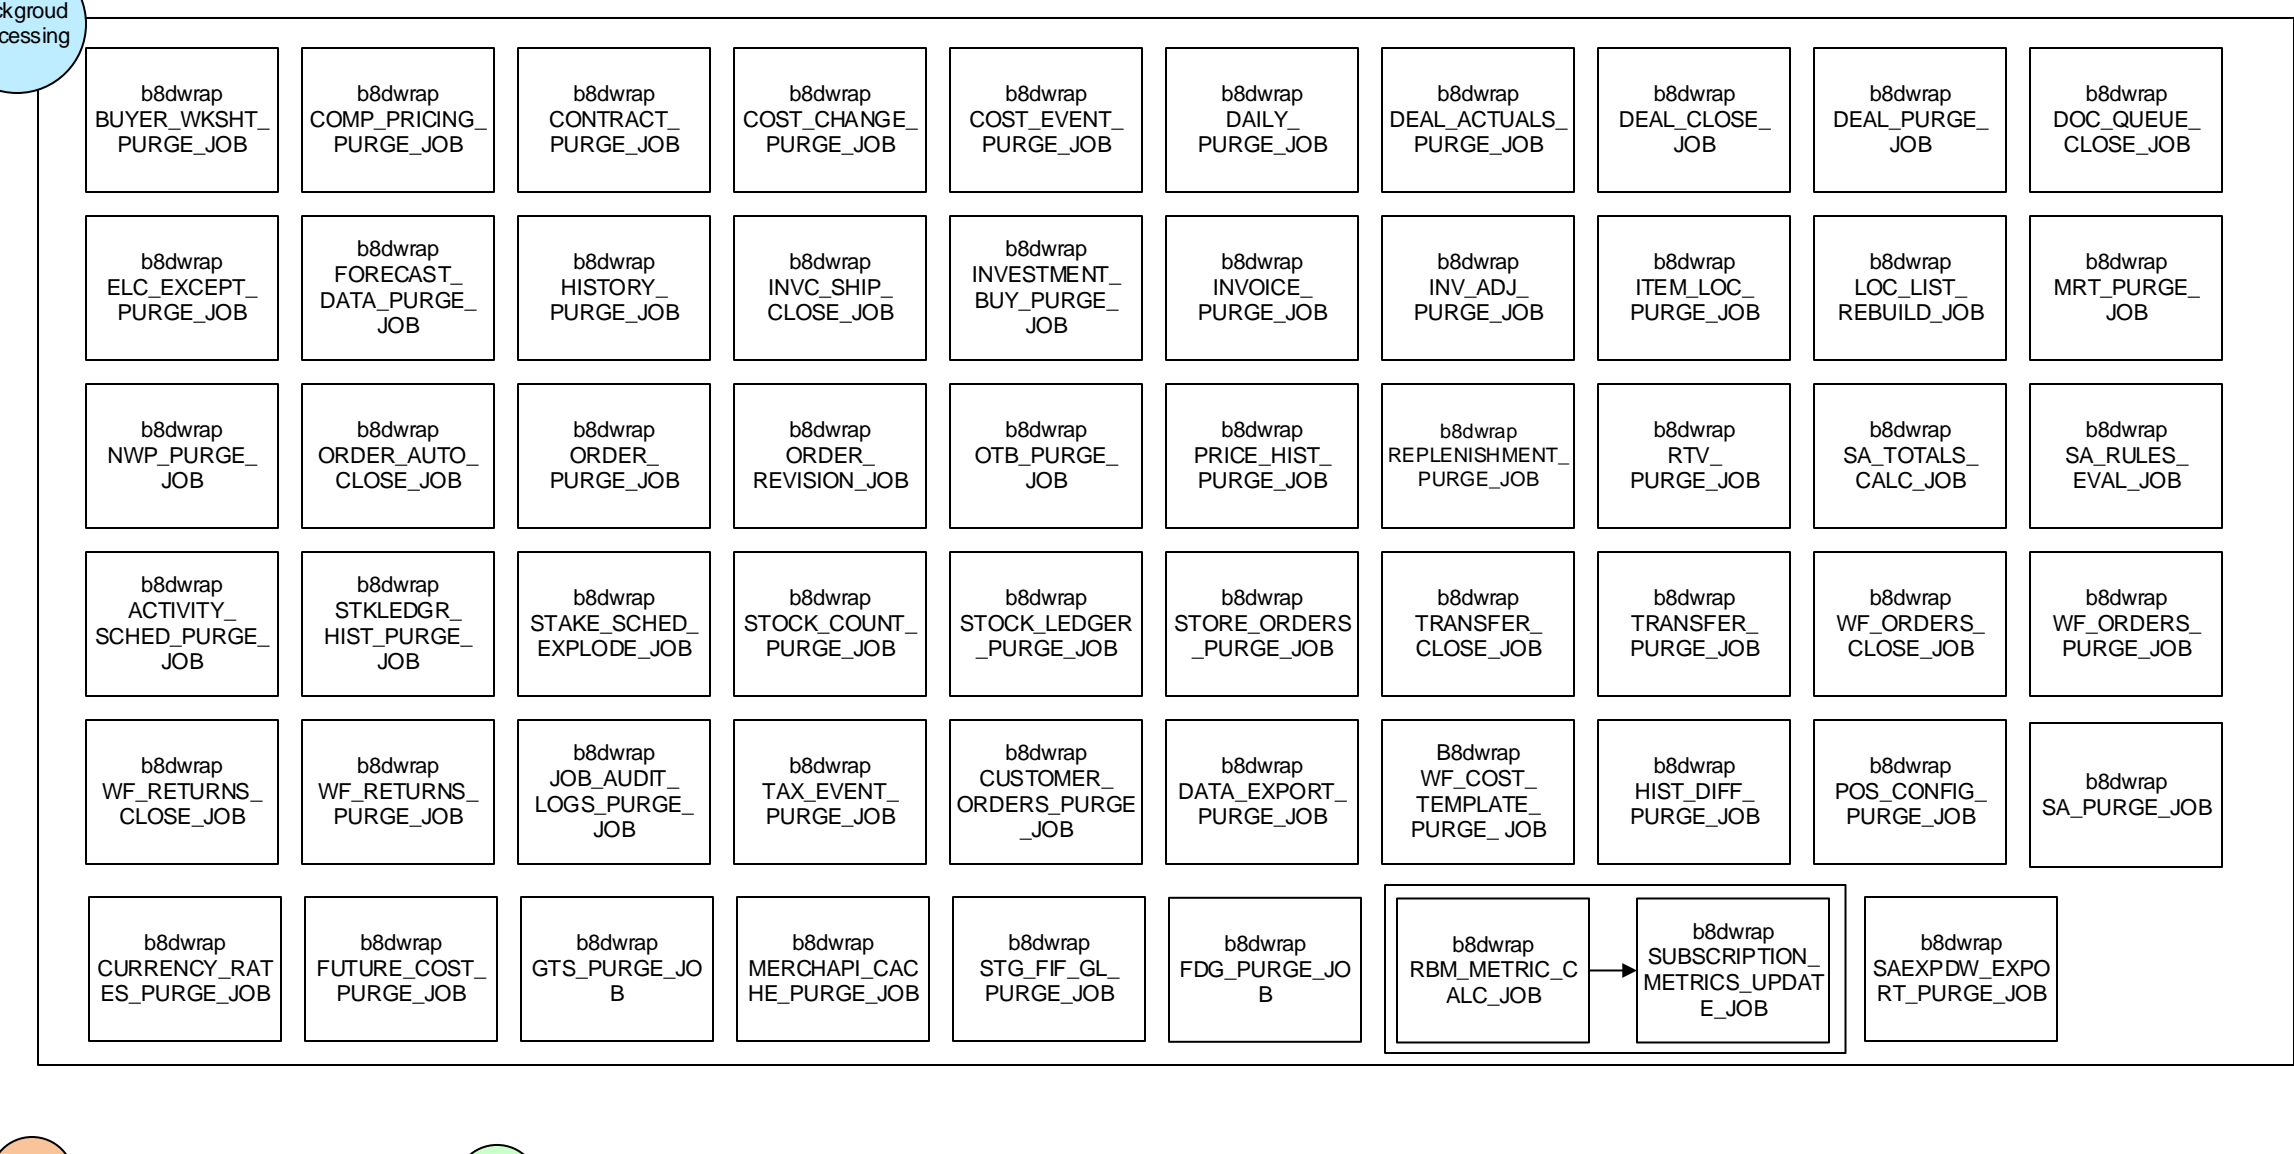 ckgroud
cessing
b8dwrap
BUYER_WKSHT_
PURGE_JOB
b8dwrap
COMP_PRICING_
PURGE_JOB
b8dwrap
CONTRACT_
PURGE_JOB
b8dwrap
COST_CHANGE_
PURGE_JOB
b8dwrap
COST_EVENT_
PURGE_JOB
b8dwrap
DAILY_
PURGE_JOB
b8dwrap
DEAL_ACTUALS_
PURGE_JOB
b8dwrap
DEAL_CLOSE_
JOB
b8dwrap
DEAL_PURGE_
JOB
b8dwrap
DOC_QUEUE_
CLOSE_JOB
b8dwrap
ELC_EXCEPT_
PURGE_JOB
b8dwrap
FORECAST_
DATA_PURGE_
JOB
b8dwrap
HISTORY_
PURGE_JOB
b8dwrap
INVC_SHIP_
CLOSE_JOB
b8dwrap
INVESTMENT_
BUY_PURGE_
JOB
b8dwrap
INVOICE_
PURGE_JOB
b8dwrap
INV_ADJ_
PURGE_JOB
b8dwrap
ITEM_LOC_
PURGE_JOB
b8dwrap
LOC_LIST_
REBUILD_JOB
b8dwrap
MRT_PURGE_
JOB
b8dwrap
NWP_PURGE_
JOB
b8dwrap
ORDER_AUTO_
CLOSE_JOB
b8dwrap
ORDER_
PURGE_JOB
b8dwrap
ORDER_
REVISION_JOB
b8dwrap
OTB_PURGE_
JOB
b8dwrap
PRICE_HIST_
PURGE_JOB
b8dwrap
REPLENISHMENT_
PURGE_JOB
b8dwrap
RTV_
PURGE_JOB
b8dwrap
SA_TOTALS_
CALC_JOB
b8dwrap
SA_RULES_
EVAL_JOB
b8dwrap
ACTIVITY_
SCHED_PURGE_
JOB
b8dwrap
STKLEDGR_
HIST_PURGE_
JOB
b8dwrap
STAKE_SCHED_
EXPLODE_JOB
b8dwrap
STOCK_COUNT_
PURGE_JOB
b8dwrap
STOCK_LEDGER
_PURGE_JOB
b8dwrap
STORE_ORDERS
_PURGE_JOB
b8dwrap
TRANSFER_
CLOSE_JOB
b8dwrap
TRANSFER_
PURGE_JOB
b8dwrap
WF_ORDERS_
CLOSE_JOB
b8dwrap
WF_ORDERS_
PURGE_JOB
b8dwrap
WF_RETURNS_
CLOSE_JOB
b8dwrap
WF_RETURNS_
PURGE_JOB
b8dwrap
JOB_AUDIT_
LOGS_PURGE_
JOB
b8dwrap
TAX_EVENT_
PURGE_JOB
b8dwrap
CUSTOMER_
ORDERS_PURGE
_JOB
b8dwrap
DATA_EXPORT_
PURGE_JOB
B8dwrap
WF_COST_
TEMPLATE_
PURGE_ JOB
b8dwrap
HIST_DIFF_
PURGE_JOB
b8dwrap
POS_CONFIG_
PURGE_JOB
b8dwrap
SA_PURGE_JOB
b8dwrap
CURRENCY_RAT
ES_PURGE_JOB
b8dwrap
FUTURE_COST_
PURGE_JOB
b8dwrap
GTS_PURGE_JO
B
b8dwrap
MERCHAPI_CAC
HE_PURGE_JOB
b8dwrap
STG_FIF_GL_
PURGE_JOB
b8dwrap
FDG_PURGE_JO
B
b8dwrap
RBM_METRIC_C
ALC_JOB
b8dwrap
SUBSCRIPTION_
METRICS_UPDAT
E_JOB
b8dwrap
SAEXPDW_EXPO
RT_PURGE_JOB